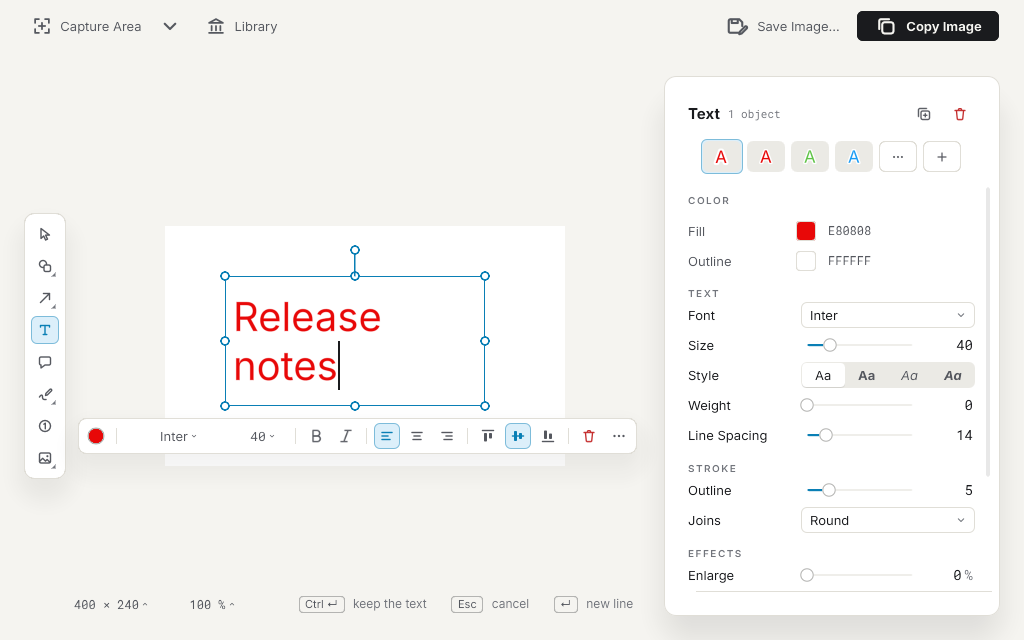 Capture Area
Library
Save Image...
Copy Image
Text 1 object
A A A A ... +
COLOR
Fill E80808
Outline FFFFFF
TEXT
Font Inter
Size 40
Style Aa Aa Aa Aa
Weight 0
Line Spacing 14
STROKE
Outline 5
Joins Round
EFFECTS
Enlarge 0 %
T
1
Release
notes
Inter 40 B I
400 × 240
100 %
Ctrl ↵ keep the text
Esc cancel
↵ new line